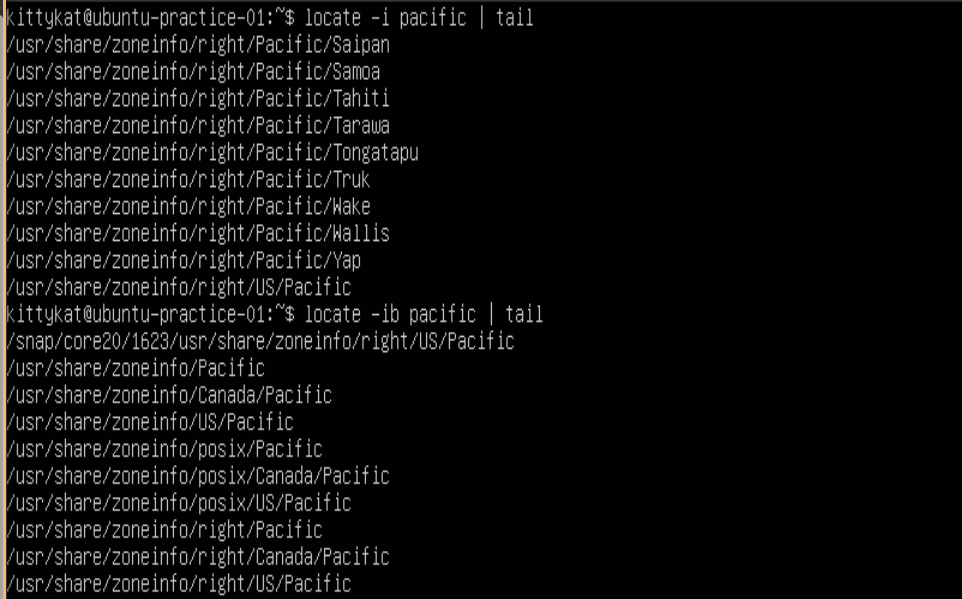 kittykat@ubuntu-practice-01:~$ locate -i pacific | tail
/usr/share/zoneinfo/right/Pacific/Saipan
/usr/share/zoneinfo/right/Pacific/Samoa
/usr/share/zoneinfo/right/Pacific/Tahiti
/usr/share/zoneinfo/right/Pacific/Tarawa
/usr/share/zoneinfo/right/Pacific/Tongatapu
/usr/share/zoneinfo/right/Pacific/Truk
/usr/share/zoneinfo/right/Pacific/Wake
/usr/share/zoneinfo/right/Pacific/Wallis
/usr/share/zoneinfo/right/Pacific/Yap
/usr/share/zoneinfo/right/US/Pacific
kittykat@ubuntu-practice-01:~$ locate -ib pacific | tail
/snap/core20/1623/usr/share/zoneinfo/right/US/Pacific
/usr/share/zoneinfo/Pacific
/usr/share/zoneinfo/Canada/Pacific
/usr/share/zoneinfo/US/Pacific
/usr/share/zoneinfo/posix/Pacific
/usr/share/zoneinfo/posix/Canada/Pacific
/usr/share/zoneinfo/posix/US/Pacific
/usr/share/zoneinfo/right/Pacific
/usr/share/zoneinfo/right/Canada/Pacific
/usr/share/zoneinfo/right/US/Pacific